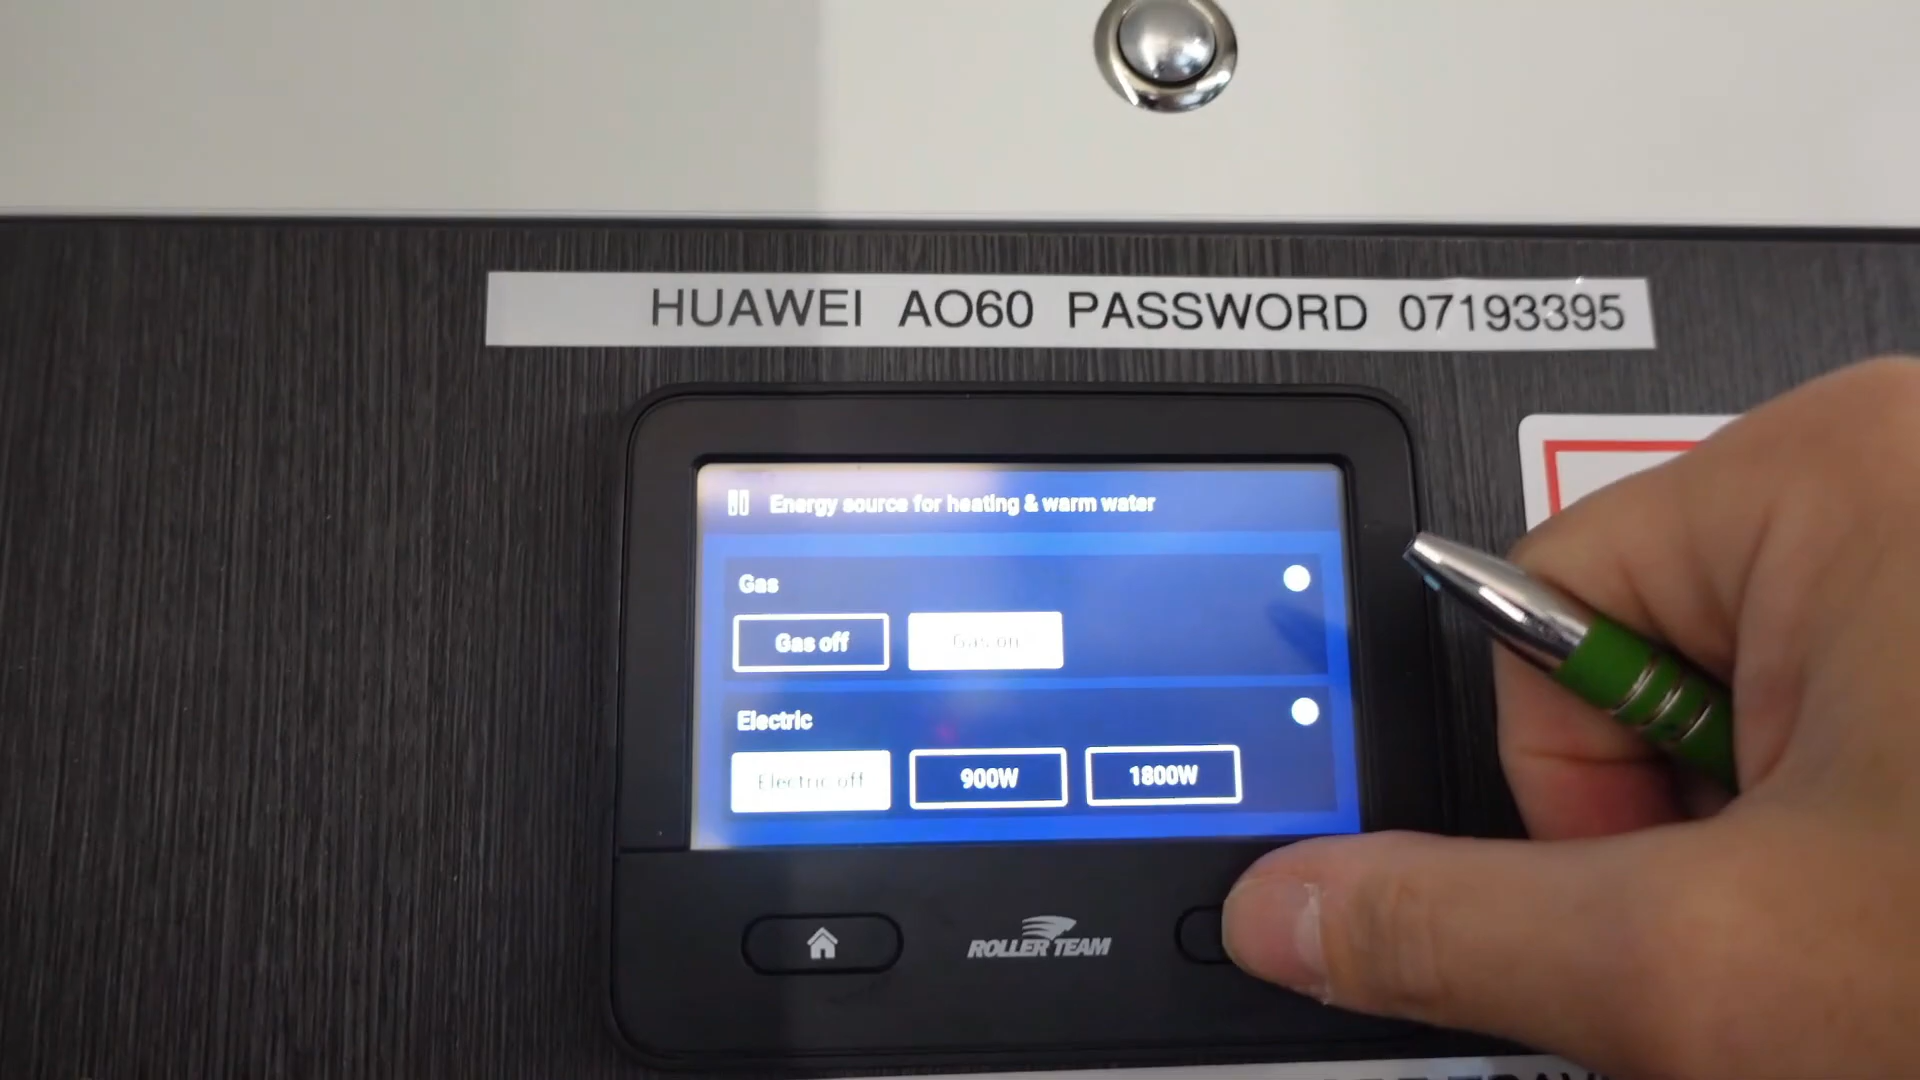 HUAWEI AO60 PASSWORD 07193395
Energy source for heating & warm water
Gas
Gas off
Gas on
Electric
Electric off
900W
1800W
ROLLER TEAM